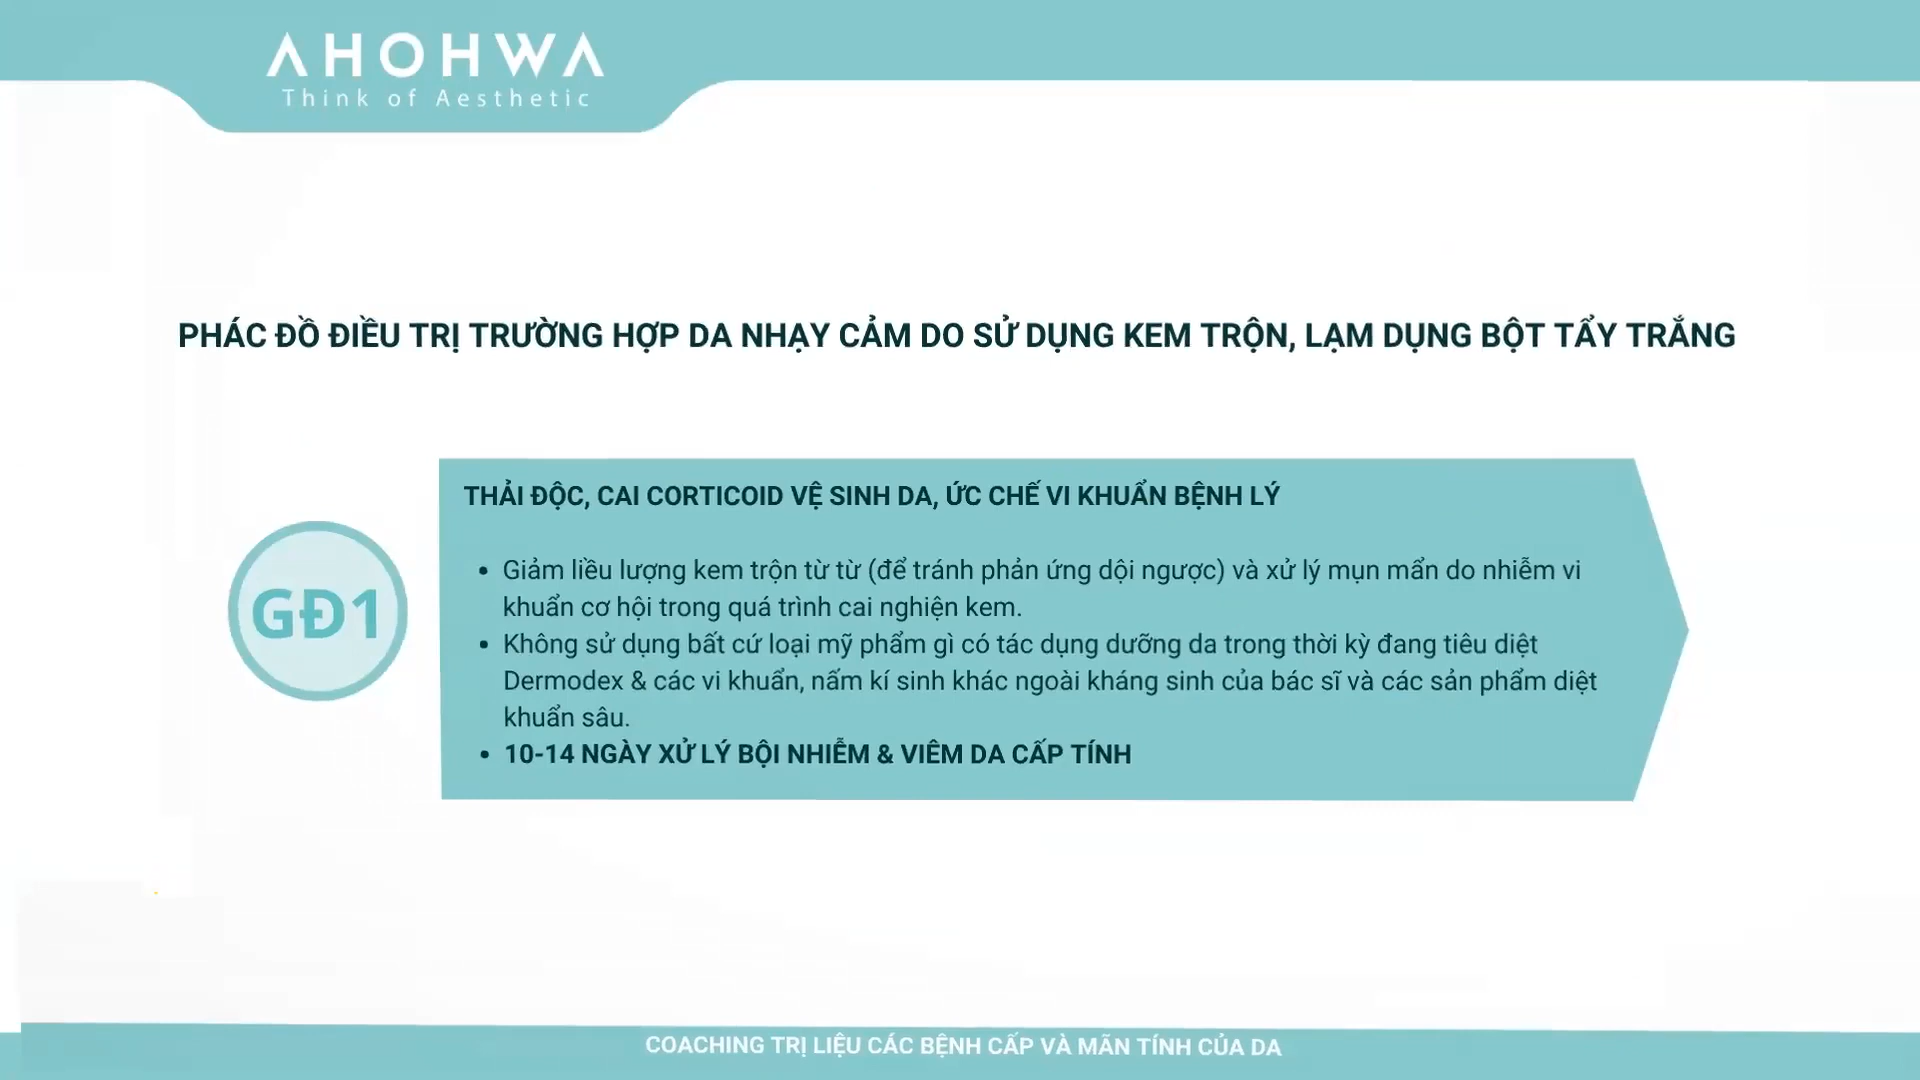 AHOHWA
Think of Aesthetic
PHÁC ĐỒ ĐIỀU TRỊ TRƯỜNG HỢP DA NHẠY CẢM DO SỬ DỤNG KEM TRỘN, LẠM DỤNG BỘT TẨY TRẮNG
GĐ1
THẢI ĐỘC, CAI CORTICOID VỆ SINH DA, ỨC CHẾ VI KHUẨN BỆNH LÝ
• Giảm liều lượng kem trộn từ từ (để tránh phản ứng dội ngược) và xử lý mụn mẩn do nhiễm vi
khuẩn cơ hội trong quá trình cai nghiện kem.
• Không sử dụng bất cứ loại mỹ phẩm gì có tác dụng dưỡng da trong thời kỳ đang tiêu diệt
Dermodex & các vi khuẩn, nấm kí sinh khác ngoài kháng sinh của bác sĩ và các sản phẩm diệt
khuẩn sâu.
• 10-14 NGÀY XỬ LÝ BỘI NHIỄM & VIÊM DA CẤP TÍNH
COACHING TRỊ LIỆU CÁC BỆNH CẤP VÀ MÃN TÍNH CỦA DA